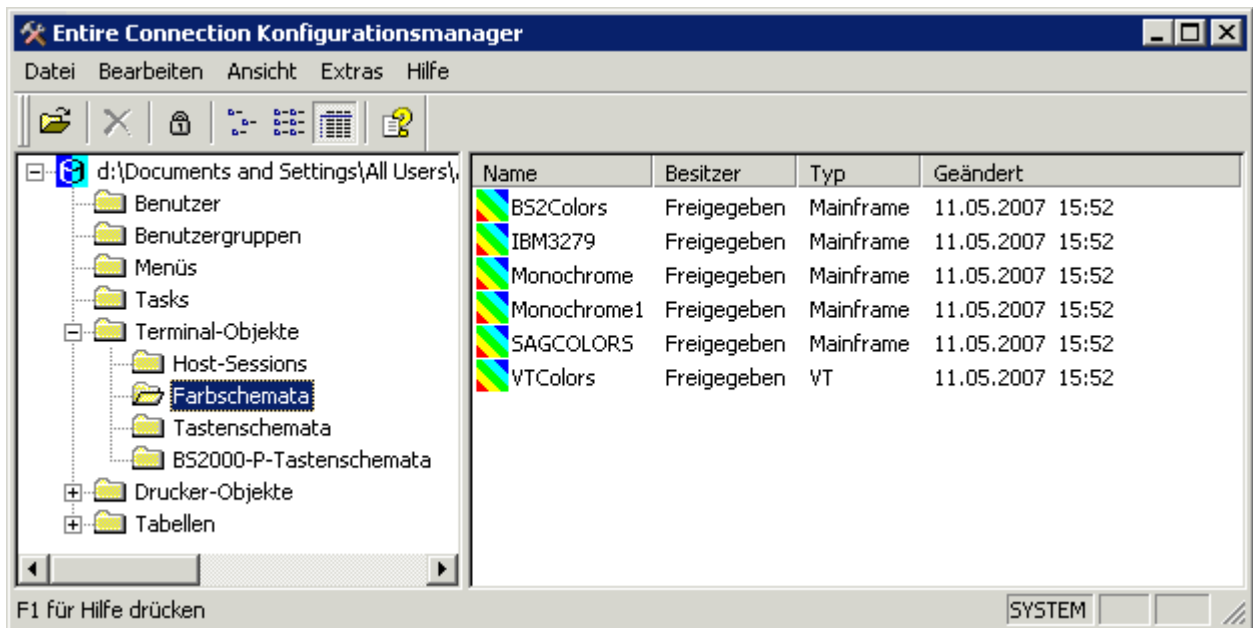 Entire Connection Konfigurationsmanager
Datei Bearbeiten Ansicht Extras Hilfe
d:\Documents and Settings\All Users\
Benutzer
Benutzergruppen
Menüs
Tasks
Terminal-Objekte
Host-Sessions
Farbschemata
Tastenschemata
BS2000-P-Tastenschemata
Drucker-Objekte
Tabellen
Name Besitzer Typ Geändert
BS2Colors Freigegeben Mainframe 11.05.2007 15:52
IBM3279 Freigegeben Mainframe 11.05.2007 15:52
Monochrome Freigegeben Mainframe 11.05.2007 15:52
Monochrome1 Freigegeben Mainframe 11.05.2007 15:52
SAGCOLORS Freigegeben Mainframe 11.05.2007 15:52
VTColors Freigegeben VT 11.05.2007 15:52
F1 für Hilfe drücken
SYSTEM